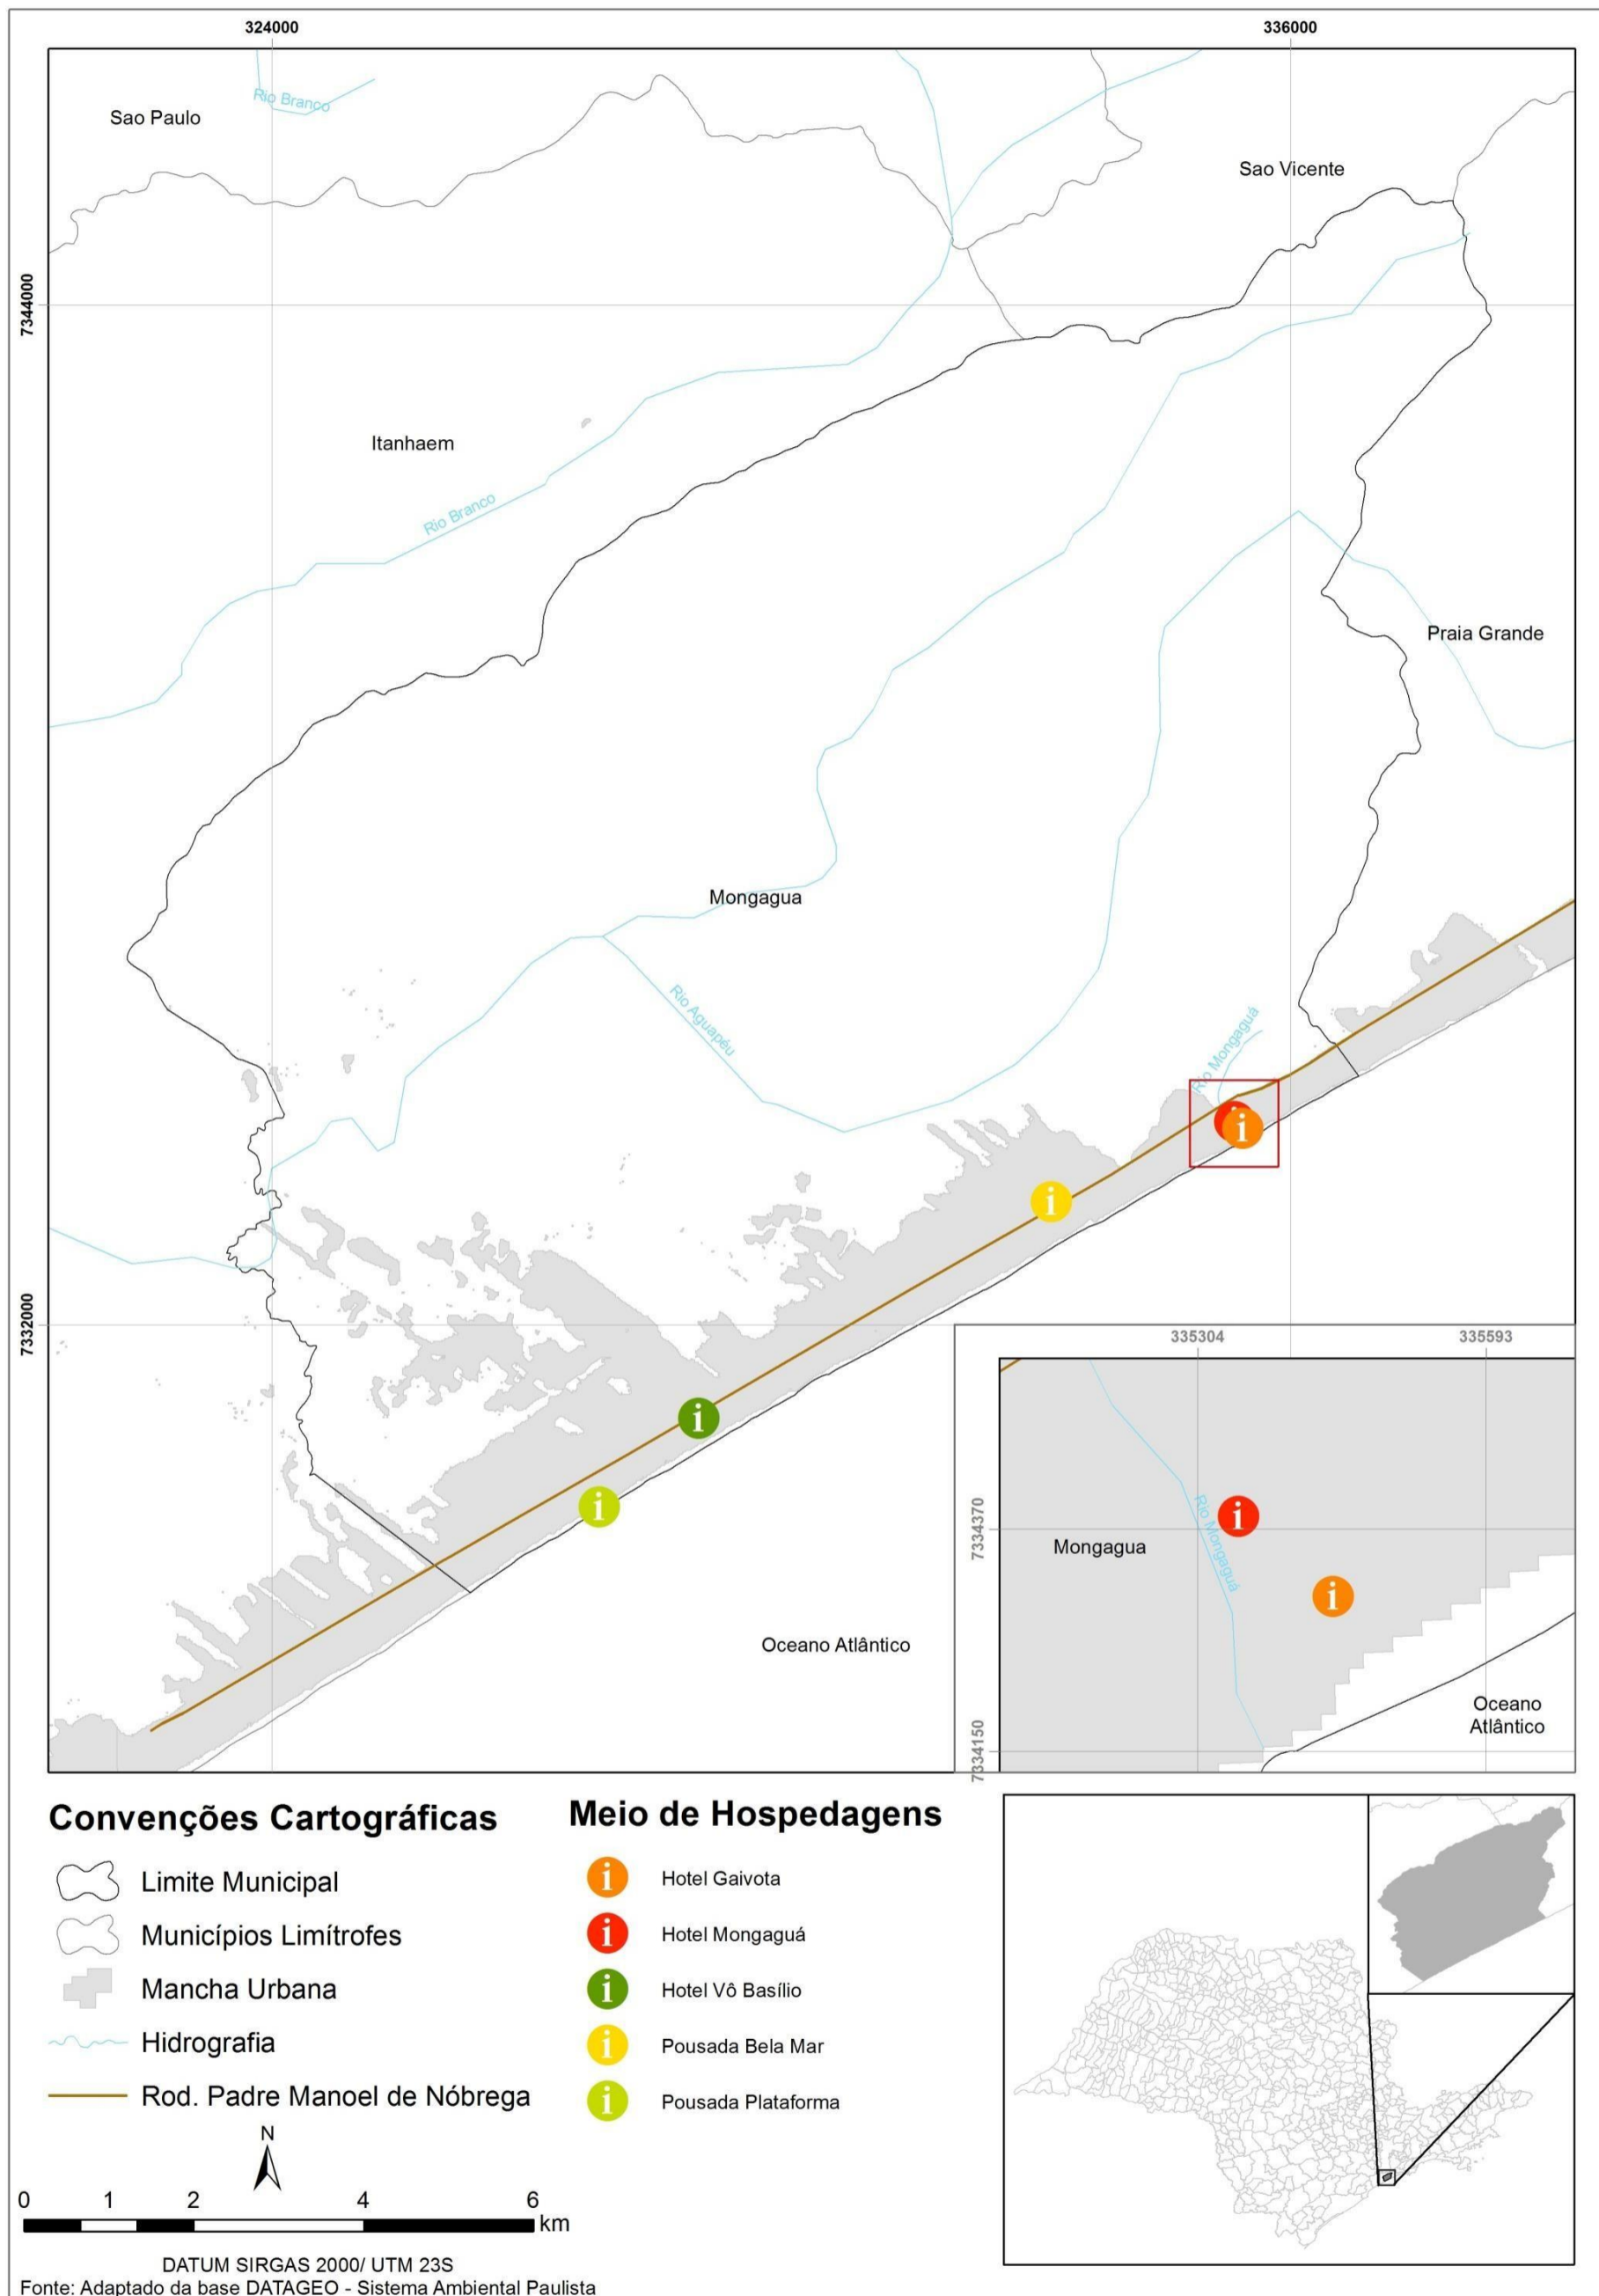 324000
336000
Rio Branco
Sao Paulo
Sao Vicente
7344000
Itanhaem
Rio Branco
Praia Grande
Mongagua
Rio Aguapéu
Rio Mongaguá
i
i
i
7332000
335304
335593
i
i
i
7334370
Rio Mongaguá
Mongagua
i
Oceano Atlântico
Oceano
Atlântico
7334150
Convenções Cartográficas
Limite Municipal
Municípios Limítrofes
Mancha Urbana
Hidrografia
Rod. Padre Manoel de Nóbrega
Meio de Hospedagens
i Hotel Gaivota
i Hotel Mongaguá
i Hotel Vô Basílio
i Pousada Bela Mar
i Pousada Plataforma
N
0 1 2 4 6
km
DATUM SIRGAS 2000/ UTM 23S
Fonte: Adaptado da base DATAGEO - Sistema Ambiental Paulista